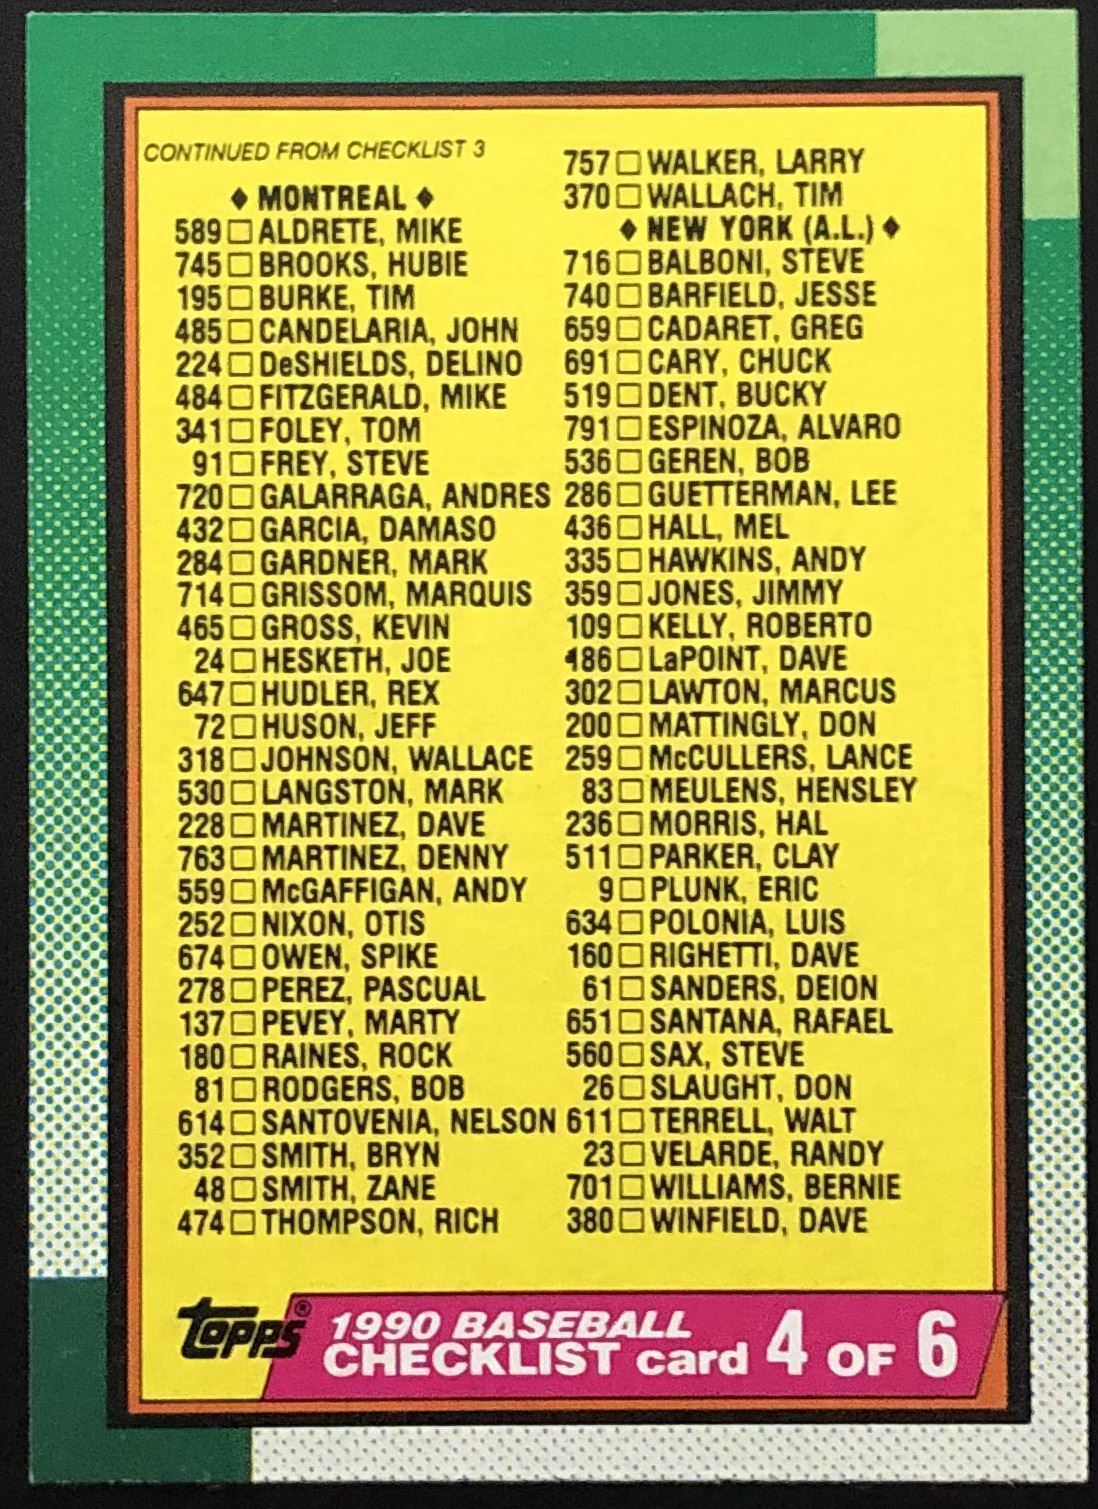 CONTINUED FROM CHECKLIST 3
♦ MONTREAL ♦
589 □ ALDRETE, MIKE
745 □ BROOKS, HUBIE
195 □ BURKE, TIM
485 □ CANDELARIA, JOHN
224 □ DeSHIELDS, DELINO
484 □ FITZGERALD, MIKE
341 □ FOLEY, TOM
91 □ FREY, STEVE
720 □ GALARRAGA, ANDRES
432 □ GARCIA, DAMASO
284 □ GARDNER, MARK
714 □ GRISSOM, MARQUIS
465 □ GROSS, KEVIN
24 □ HESKETH, JOE
647 □ HUDLER, REX
72 □ HUSON, JEFF
318 □ JOHNSON, WALLACE
530 □ LANGSTON, MARK
228 □ MARTINEZ, DAVE
763 □ MARTINEZ, DENNY
559 □ McGAFFIGAN, ANDY
252 □ NIXON, OTIS
674 □ OWEN, SPIKE
278 □ PEREZ, PASCUAL
137 □ PEVEY, MARTY
180 □ RAINES, ROCK
81 □ RODGERS, BOB
614 □ SANTOVENIA, NELSON
352 □ SMITH, BRYN
48 □ SMITH, ZANE
474 □ THOMPSON, RICH
757 □ WALKER, LARRY
370 □ WALLACH, TIM
♦ NEW YORK (A.L.) ♦
716 □ BALBONI, STEVE
740 □ BARFIELD, JESSE
659 □ CADARET, GREG
691 □ CARY, CHUCK
519 □ DENT, BUCKY
791 □ ESPINOZA, ALVARO
536 □ GEREN, BOB
286 □ GUETTERMAN, LEE
436 □ HALL, MEL
335 □ HAWKINS, ANDY
359 □ JONES, JIMMY
109 □ KELLY, ROBERTO
486 □ LaPOINT, DAVE
302 □ LAWTON, MARCUS
200 □ MATTINGLY, DON
259 □ McCULLERS, LANCE
83 □ MEULENS, HENSLEY
236 □ MORRIS, HAL
511 □ PARKER, CLAY
9 □ PLUNK, ERIC
634 □ POLONIA, LUIS
160 □ RIGHETTI, DAVE
61 □ SANDERS, DEION
651 □ SANTANA, RAFAEL
560 □ SAX, STEVE
26 □ SLAUGHT, DON
611 □ TERRELL, WALT
23 □ VELARDE, RANDY
701 □ WILLIAMS, BERNIE
380 □ WINFIELD, DAVE
topps®
1990 BASEBALL
CHECKLIST card 4 OF 6